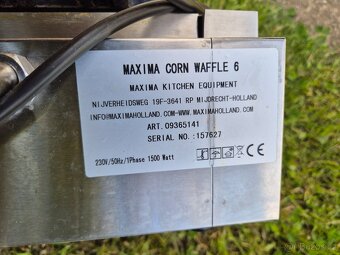 MAXIMA CORN WAFFLE 6
MAXIMA KITCHEN EQUIPMENT
NIJVERHEIDSWEG 19F-3641 RP MIJDRECHT-HOLLAND
INFO@MAXIMAHOLLAND.COM-WWW.MAXIMAHOLLAND.COM
ART.09365141
SERIAL NO.:157627
230V/50Hz/1Phase 1500 Watt
CE